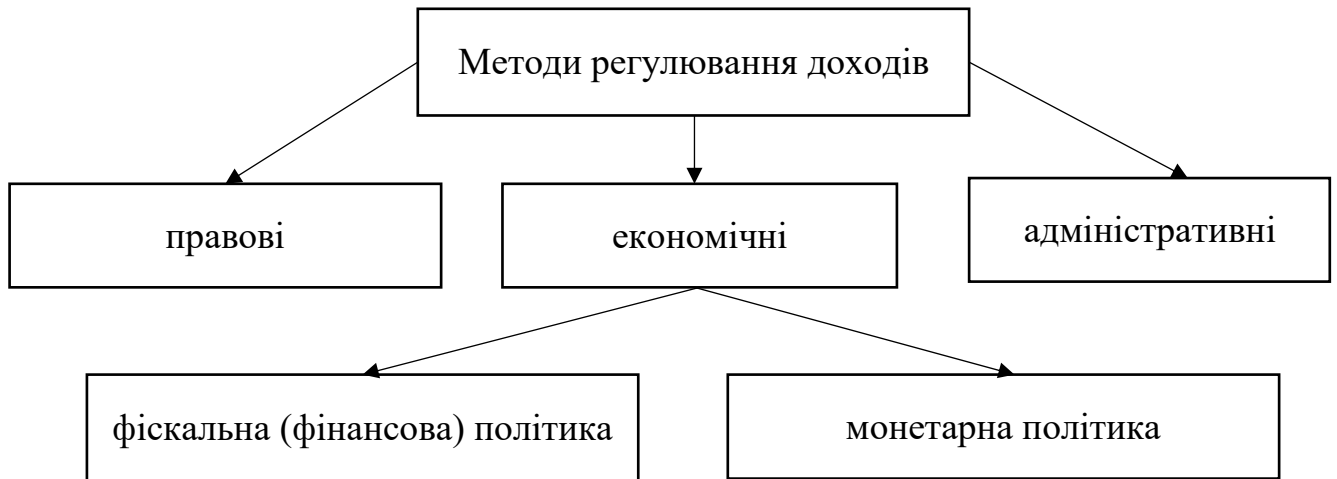 Методи регулювання доходів
правові
економічні
адміністративні
фіскальна (фінансова) політика
монетарна політика